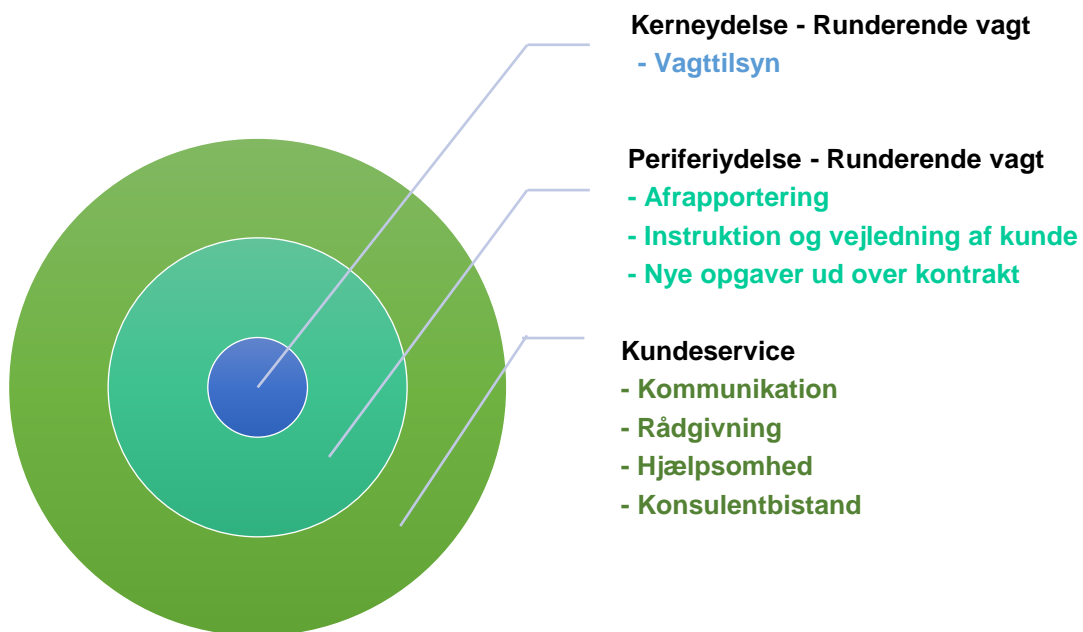 Kerneydelse - Runderende vagt
- Vagttilsyn
Periferiydelse - Runderende vagt
- Afrapportering
- Instruktion og vejledning af kunde
- Nye opgaver ud over kontrakt
Kundeservice
- Kommunikation
- Rådgivning
- Hjælpsomhed
- Konsulentbistand